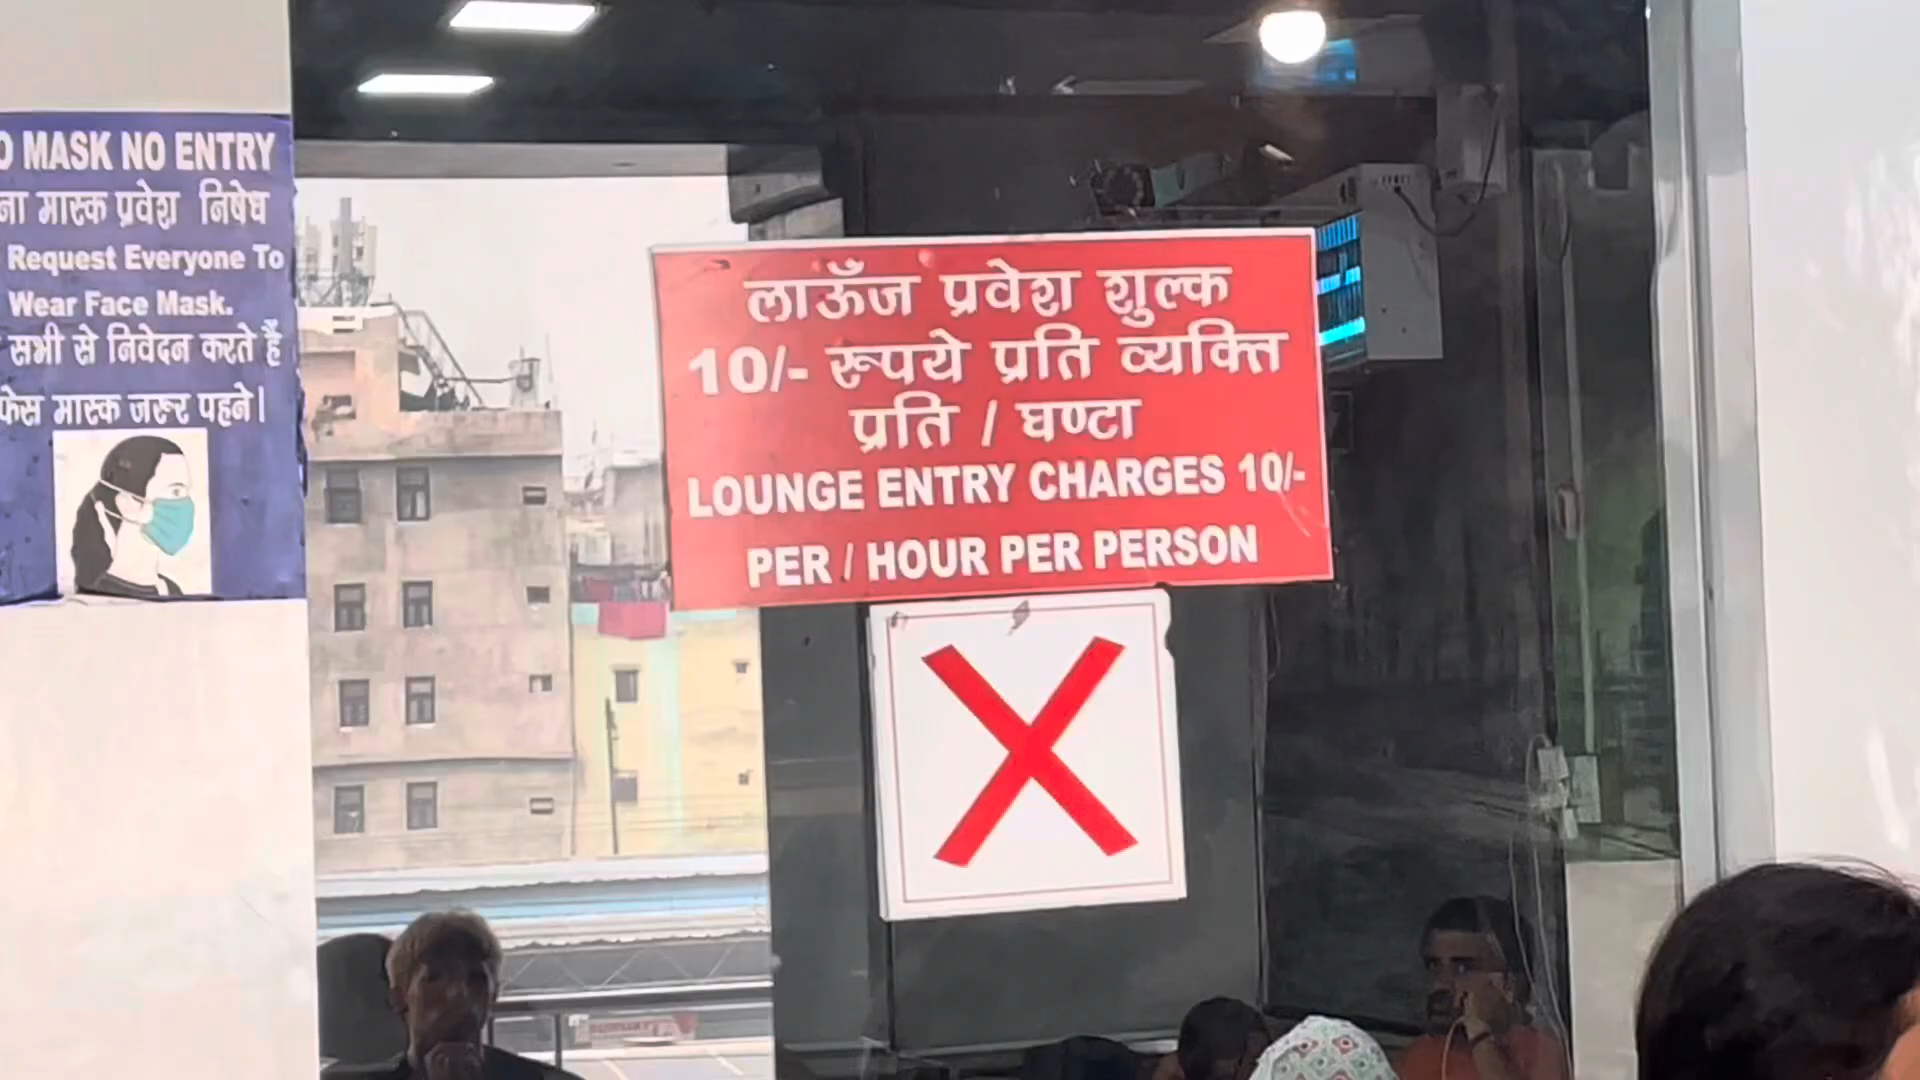 MASK NO ENTRY
मास्क प्रवेश निषेध
Request Everyone To
Wear Face Mask.
सभी से निवेदन करते हैं
फेस मास्क जरूर पहने।
लाऊँज प्रवेश शुल्क
10/- रूपये प्रति व्यक्ति
प्रति / घण्टा
LOUNGE ENTRY CHARGES 10/-
PER / HOUR PER PERSON